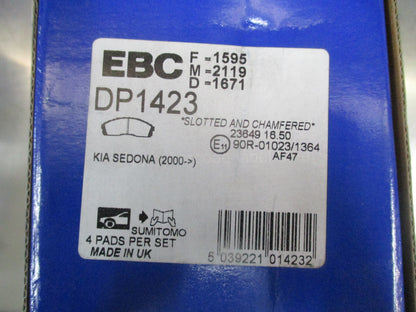 EBC F =1595
M =2119
D =1671
DP1423
"SLOTTED AND CHAMFERED"
23649 16.50
E11 90R-01023/1364
AF47
KIA SEDONA (2000->)
SUMITOMO
4 PADS PER SET
MADE IN UK
5 039221 014232